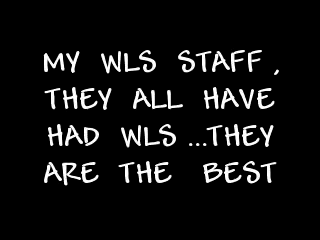 MY WLS STAFF,
THEY ALL HAVE
HAD WLS ...THEY
ARE THE BEST